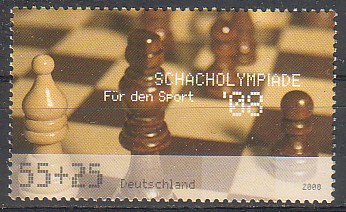 SCHACHOLYMPIADE
Für den Sport
'08
55+25
Deutschland
2008